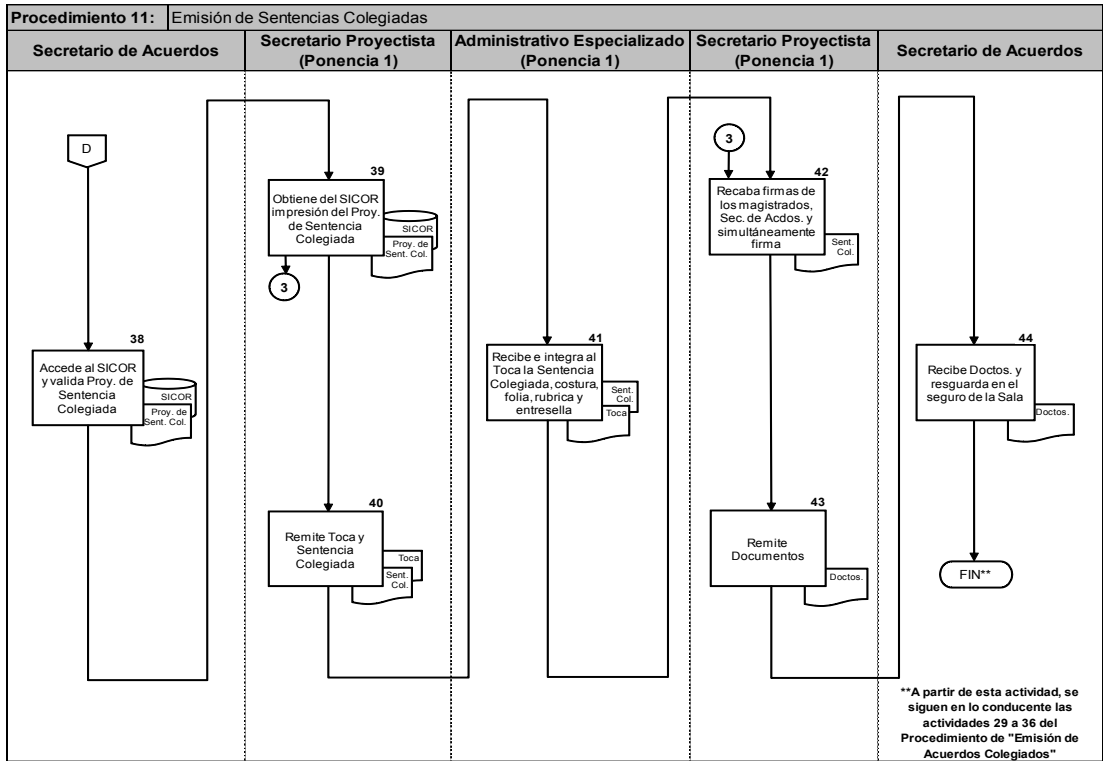 Procedimiento 11: Emisión de Sentencias Colegiadas
Secretario de Acuerdos
Secretario Proyectista
(Ponencia 1)
Administrativo Especializado
(Ponencia 1)
Secretario Proyectista
(Ponencia 1)
Secretario de Acuerdos
D
38
Accede al SICOR
y valida Proy. de
Sentencia
Colegiada
SICOR
Proy. de
Sent. Col.
39
Obtiene del SICOR
impresión del Proy.
de Sentencia
Colegiada
SICOR
Proy. de
Sent. Col.
3
40
Remite Toca y
Sentencia
Colegiada
Toca
Sent.
Col.
41
Recibe e integra al
Toca la Sentencia
Colegiada, costura,
folia, rubrica y
entresella
Sent.
Col.
Toca
3
42
Recaba firmas de
los magistrados,
Sec. de Acdos. y
simultáneamente
firma
Sent.
Col.
43
Remite
Documentos
Doctos.
44
Recibe Doctos. y
resguarda en el
seguro de la Sala
Doctos.
FIN**
**A partir de esta actividad, se
siguen en lo conducente las
actividades 29 a 36 del
Procedimiento de "Emisión de
Acuerdos Colegiados"